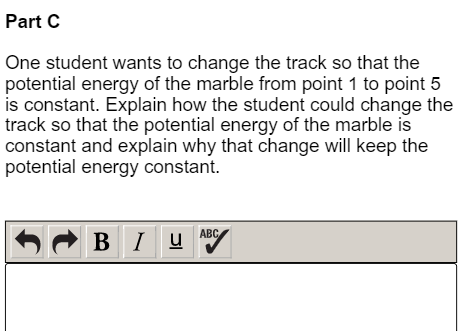 Part C
One student wants to change the track so that the
potential energy of the marble from point 1 to point 5
is constant. Explain how the student could change the
track so that the potential energy of the marble is
constant and explain why that change will keep the
potential energy constant.
B I u ABC